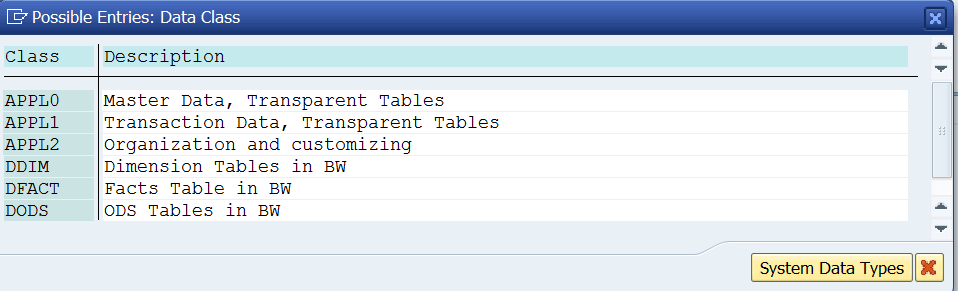 Possible Entries: Data Class
Class Description
APPL0 Master Data, Transparent Tables
APPL1 Transaction Data, Transparent Tables
APPL2 Organization and customizing
DDIM Dimension Tables in BW
DFACT Facts Table in BW
DODS ODS Tables in BW
System Data Types